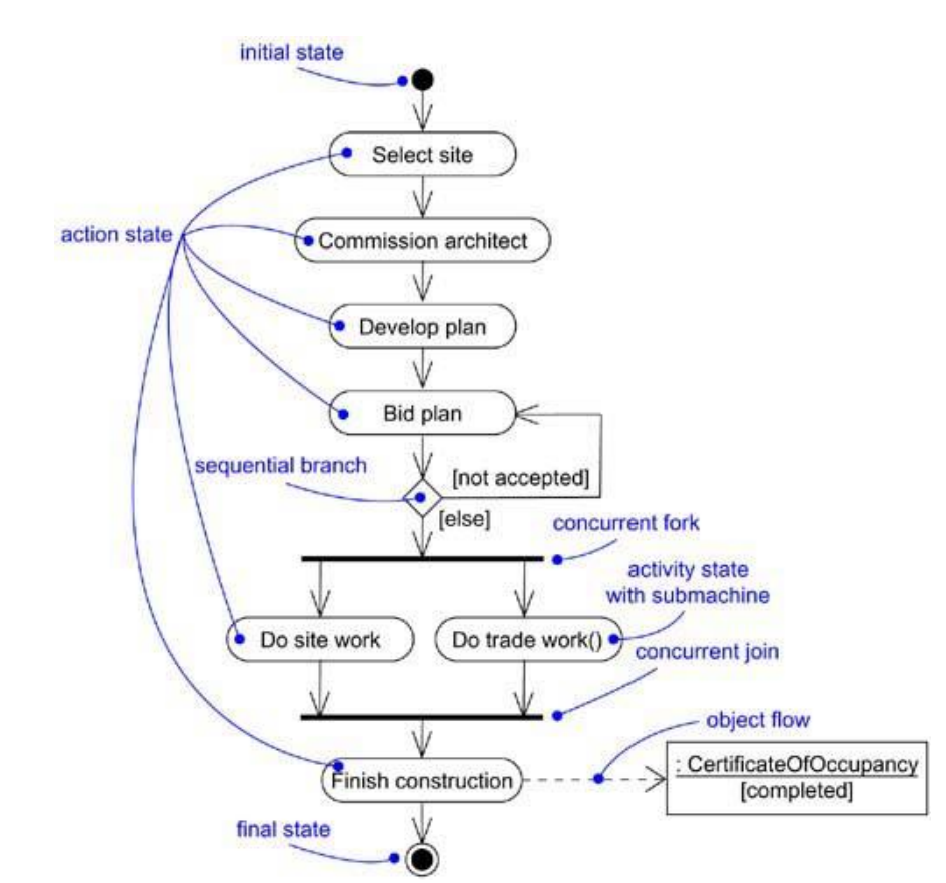 initial state
Select site
action state
Commission architect
Develop plan
Bid plan
sequential branch
[not accepted]
[else]
concurrent fork
activity state
with submachine
Do site work
Do trade work()
concurrent join
object flow
: CertificateOfOccupancy
[completed]
Finish construction
final state